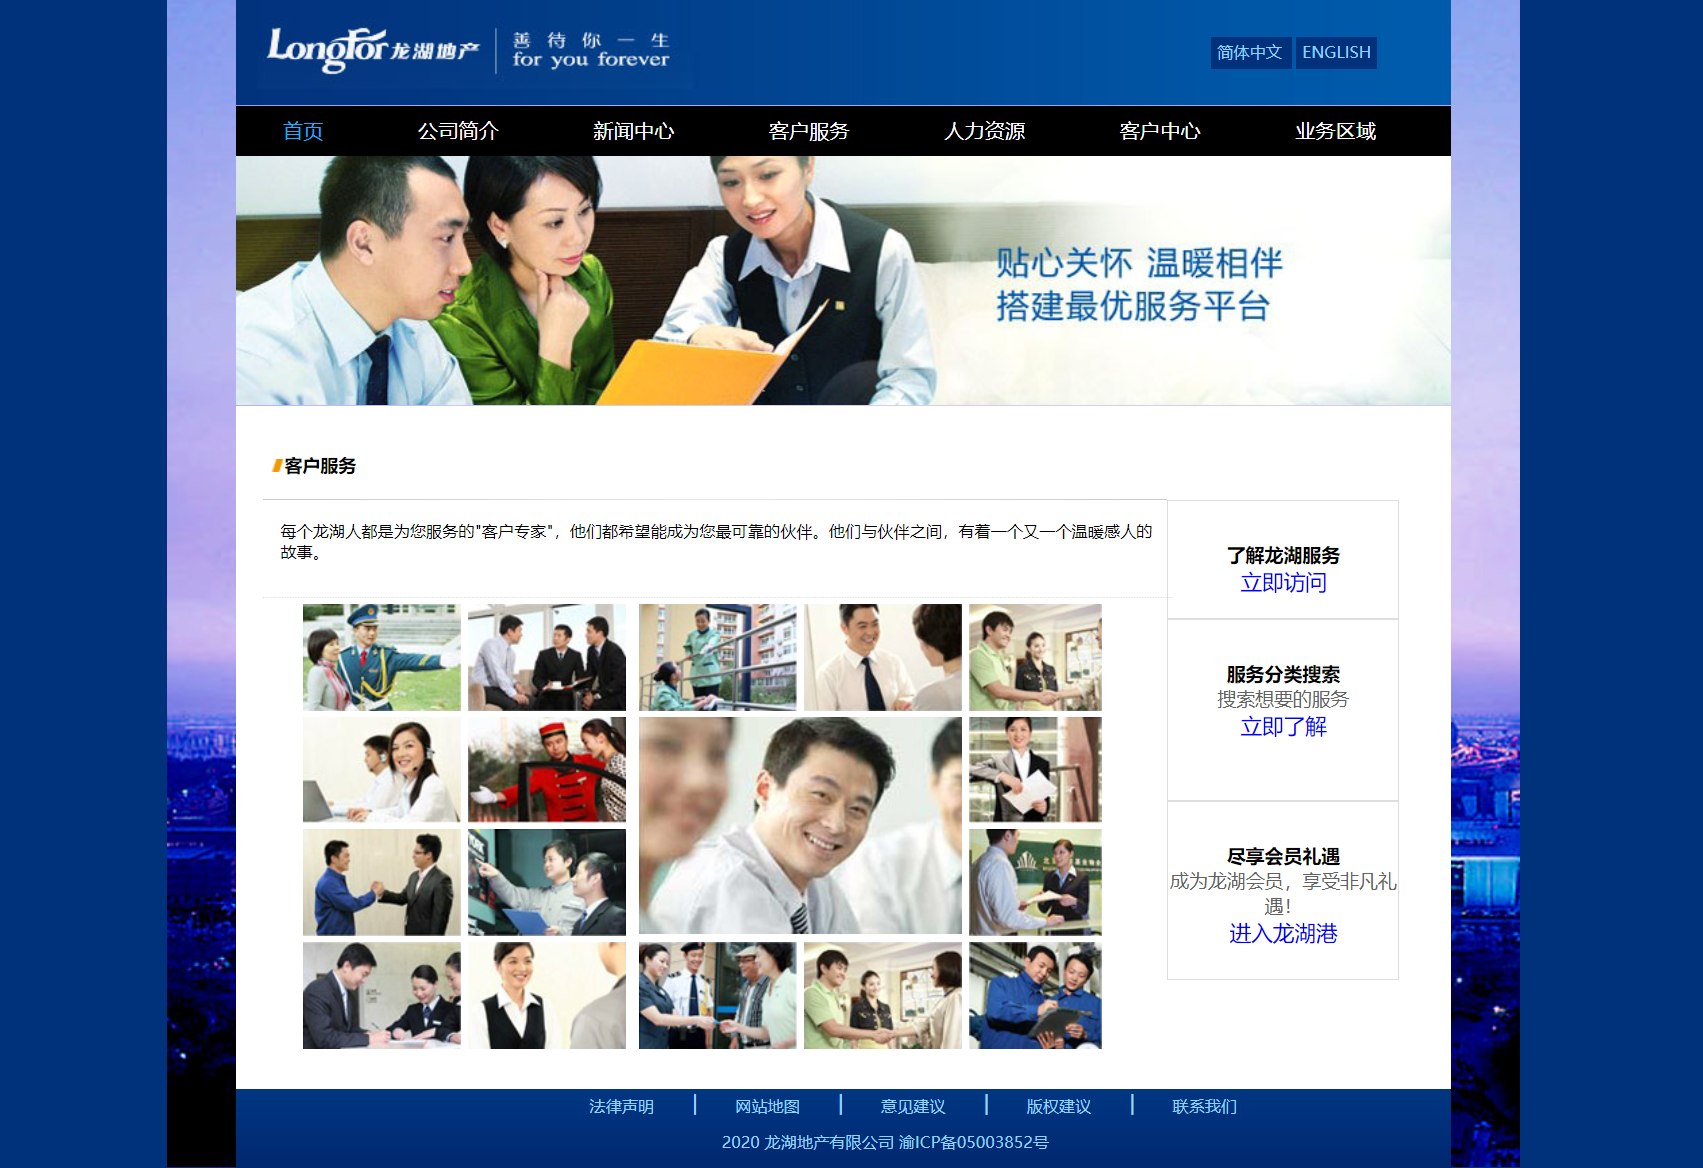 LongFor 龙湖地产 善待你一生
for you forever
简体中文 ENGLISH
首页 公司简介 新闻中心 客户服务 人力资源 客户中心 业务区域
贴心关怀 温暖相伴
搭建最优服务平台
客户服务
每个龙湖人都是为您服务的"客户专家"，他们都希望能成为您最可靠的伙伴。他们与伙伴之间，有着一个又一个温暖感人的
故事。
了解龙湖服务
立即访问
服务分类搜索
搜索想要的服务
立即了解
尽享会员礼遇
成为龙湖会员，享受非凡礼
遇！
进入龙湖港
法律声明 | 网站地图 | 意见建议 | 版权建议 | 联系我们
2020 龙湖地产有限公司 渝ICP备05003852号